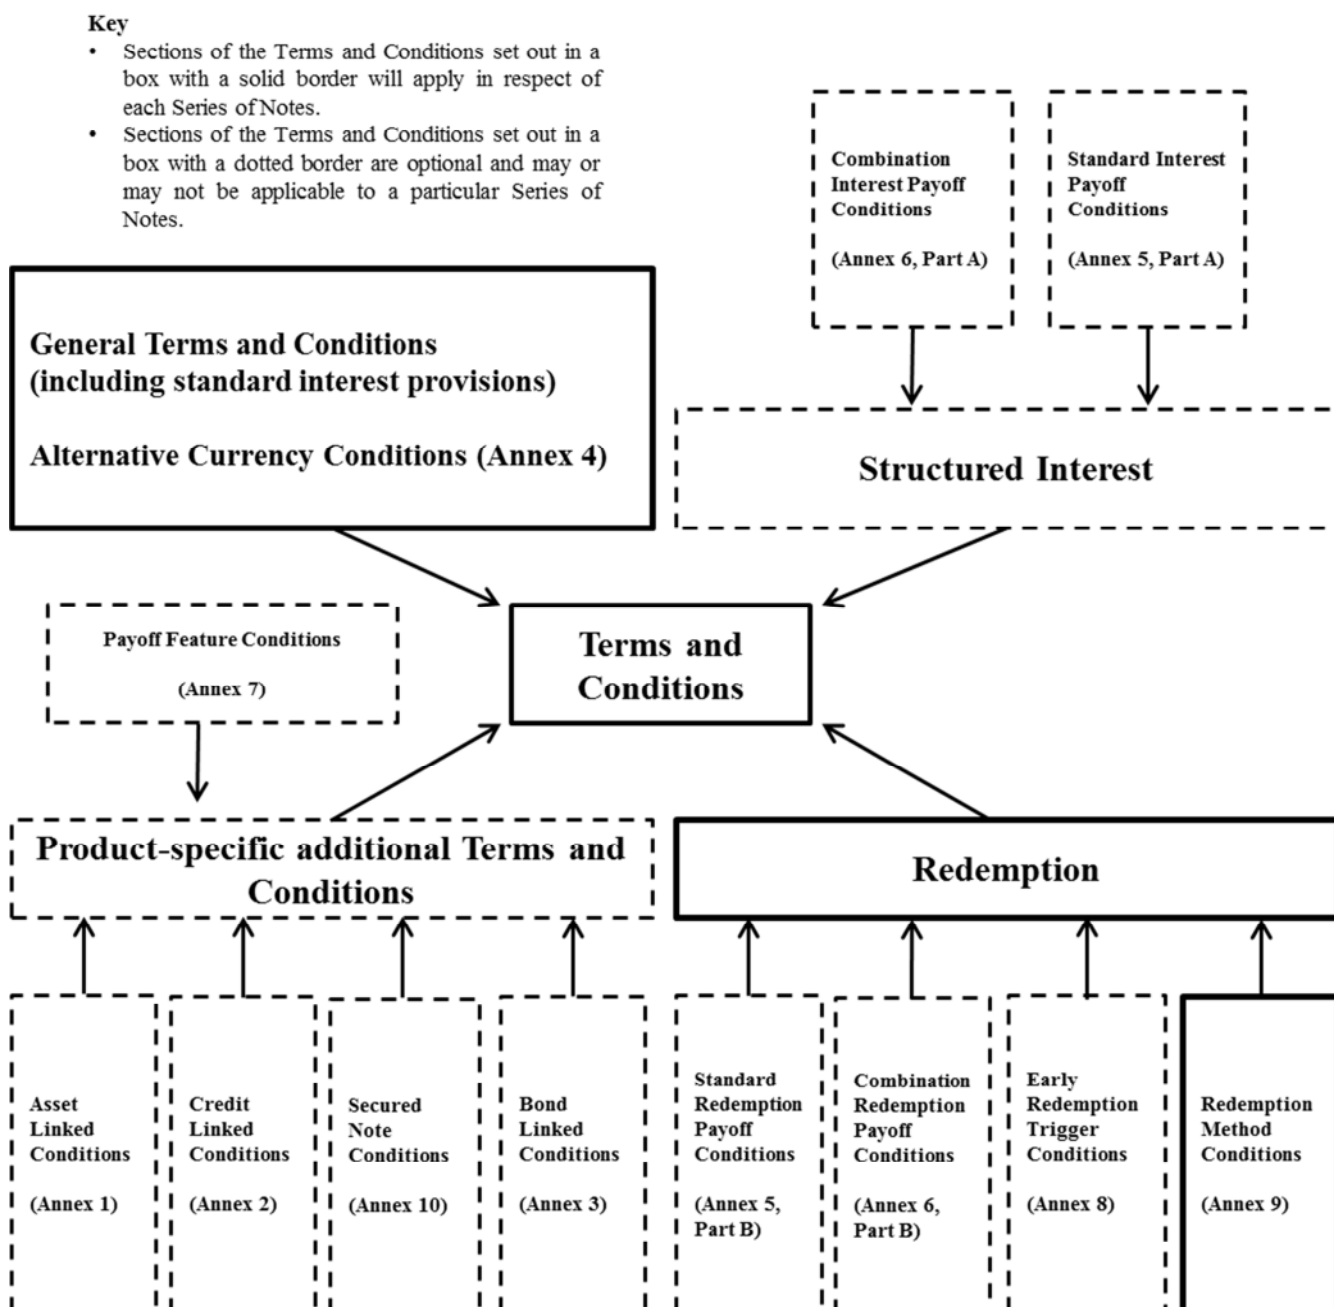 Key
• Sections of the Terms and Conditions set out in a
box with a solid border will apply in respect of
each Series of Notes.
• Sections of the Terms and Conditions set out in a
box with a dotted border are optional and may or
may not be applicable to a particular Series of
Notes.
Combination
Interest Payoff
Conditions
(Annex 6, Part A)
Standard Interest
Payoff
Conditions
(Annex 5, Part A)
General Terms and Conditions
(including standard interest provisions)
Alternative Currency Conditions (Annex 4)
Structured Interest
Payoff Feature Conditions
(Annex 7)
Terms and
Conditions
Product-specific additional Terms and
Conditions
Redemption
Asset
Linked
Conditions
(Annex 1)
Credit
Linked
Conditions
(Annex 2)
Secured
Note
Conditions
(Annex 10)
Bond
Linked
Conditions
(Annex 3)
Standard
Redemption
Payoff
Conditions
(Annex 5,
Part B)
Combination
Redemption
Payoff
Conditions
(Annex 6,
Part B)
Early
Redemption
Trigger
Conditions
(Annex 8)
Redemption
Method
Conditions
(Annex 9)